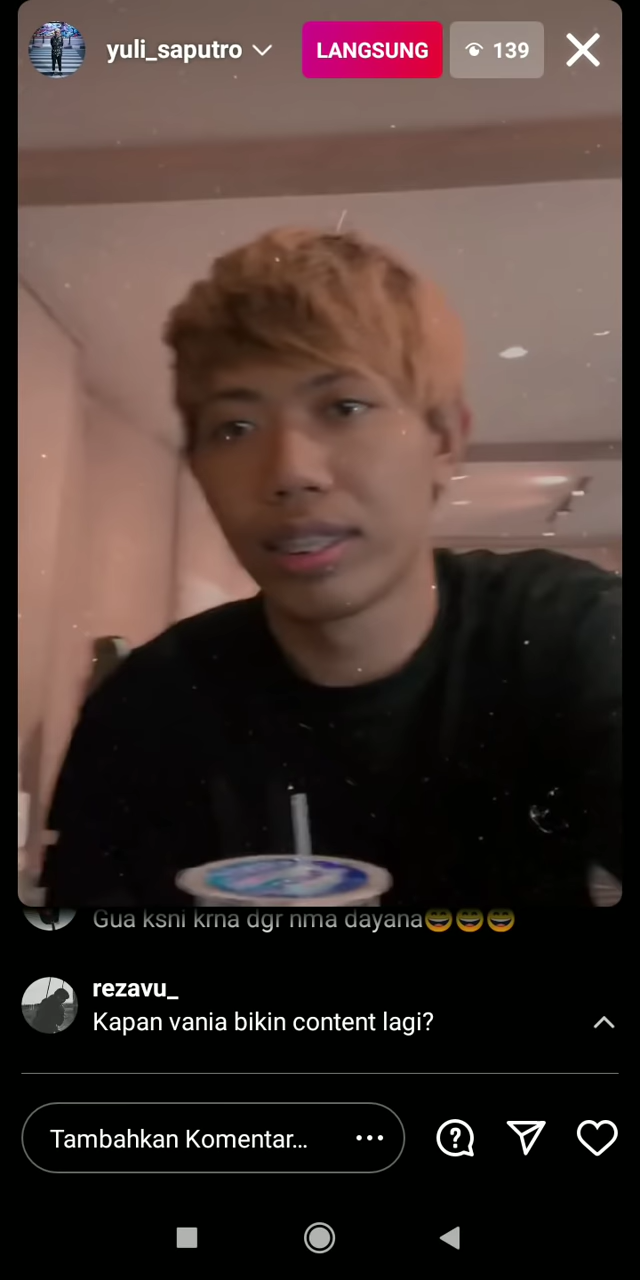 yuli_saputro
LANGSUNG
139
Gua ksni krna dgr nma dayana😄😄😄
rezavu_
Kapan vania bikin content lagi?
Tambahkan Komentar...